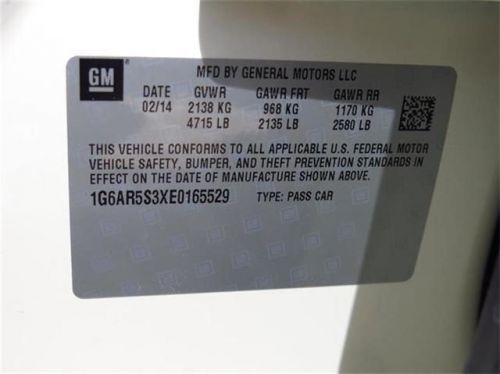 GM
MFD BY GENERAL MOTORS LLC
DATE GVWR GAWR FRT GAWR RR
02/14 2138 KG 968 KG 1170 KG
4715 LB 2135 LB 2580 LB
THIS VEHICLE CONFORMS TO ALL APPLICABLE U.S. FEDERAL MOTOR
VEHICLE SAFETY, BUMPER, AND THEFT PREVENTION STANDARDS
IN EFFECT ON THE DATE OF MANUFACTURE SHOWN ABOVE.
1G6AR5S3XE0165529 TYPE: PASS CAR